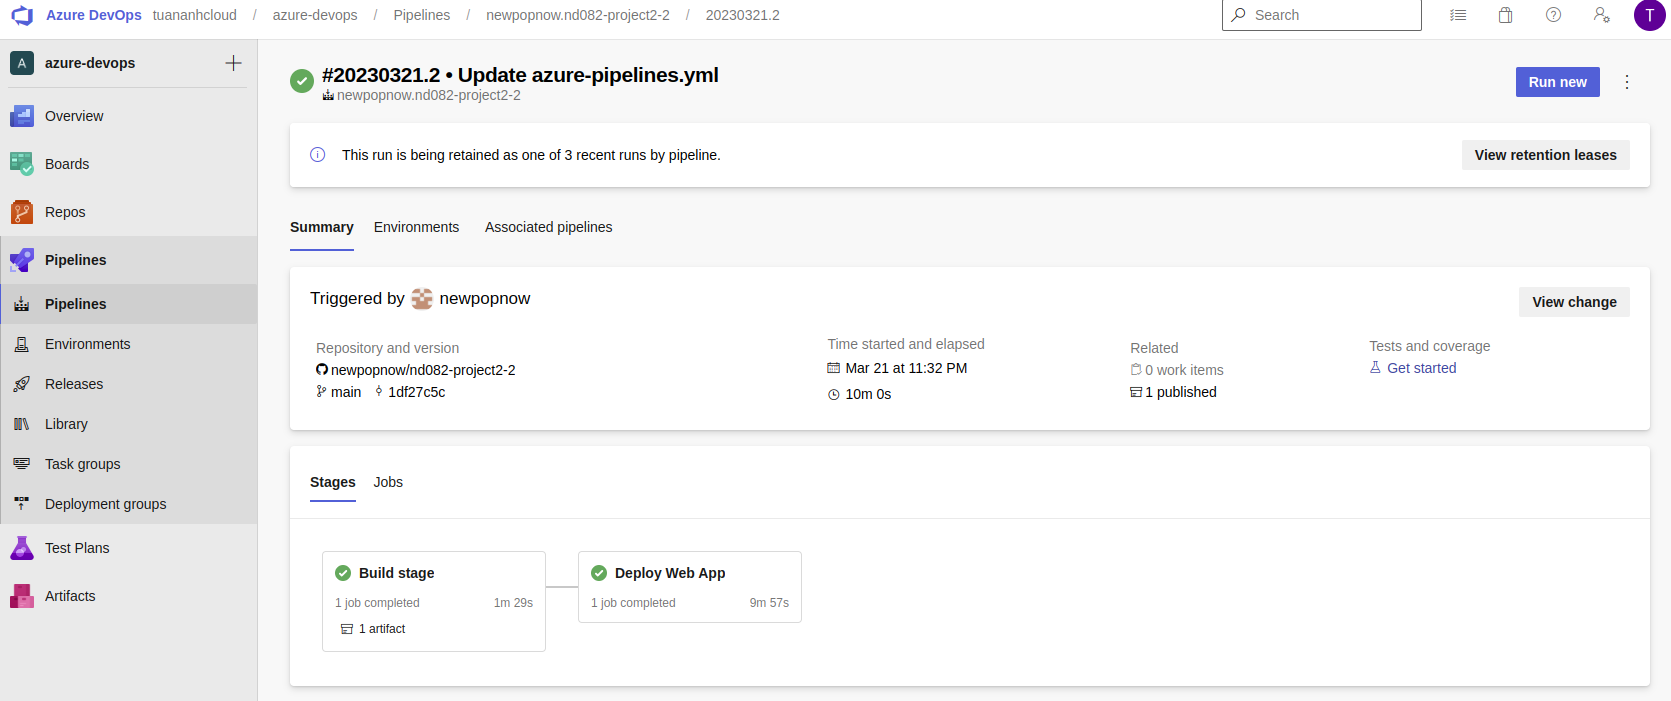 Azure DevOps tuananhcloud / azure-devops / Pipelines / newpopnow.nd082-project2-2 / 20230321.2
Search
T
A azure-devops
Overview
Boards
Repos
Pipelines
Pipelines
Environments
Releases
Library
Task groups
Deployment groups
Test Plans
Artifacts
#20230321.2 • Update azure-pipelines.yml
newpopnow.nd082-project2-2
Run new
This run is being retained as one of 3 recent runs by pipeline.
View retention leases
Summary Environments Associated pipelines
Triggered by newpopnow
View change
Repository and version
newpopnow/nd082-project2-2
main 1df27c5c
Time started and elapsed
Mar 21 at 11:32 PM
10m 0s
Related
0 work items
1 published
Tests and coverage
Get started
Stages Jobs
Build stage
1 job completed 1m 29s
1 artifact
Deploy Web App
1 job completed 9m 57s